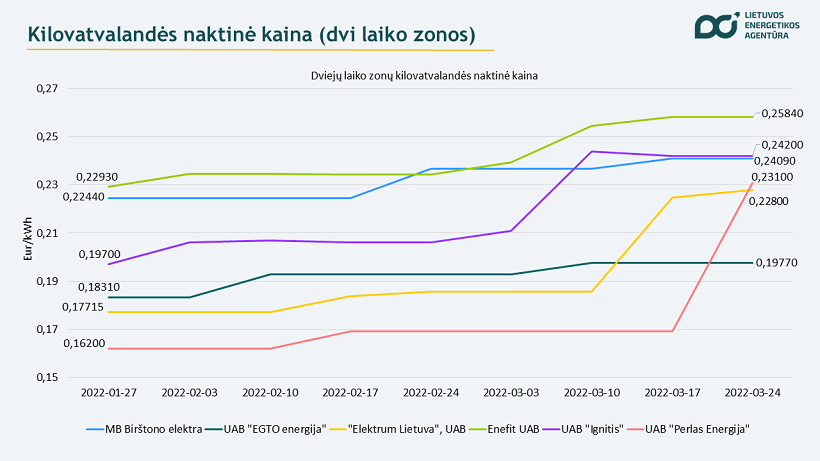 Kilovatvalandės naktinė kaina (dvi laiko zonos)
LIETUVOS
ENERGETIKOS
AGENTŪRA
Dviejų laiko zonų kilovatvalandės naktinė kaina
Eur/kWh
0,27
0,25
0,23
0,21
0,19
0,17
0,15
0,22930
0,22440
0,19700
0,18310
0,17715
0,16200
0,25840
0,24200
0,24090
0,23100
0,22800
0,19770
2022-01-27 2022-02-03 2022-02-10 2022-02-17 2022-02-24 2022-03-03 2022-03-10 2022-03-17 2022-03-24
MB Birštono elektra UAB "EGTO energija" "Elektrum Lietuva", UAB Enefit UAB UAB "Ignitis" UAB "Perlas Energija"